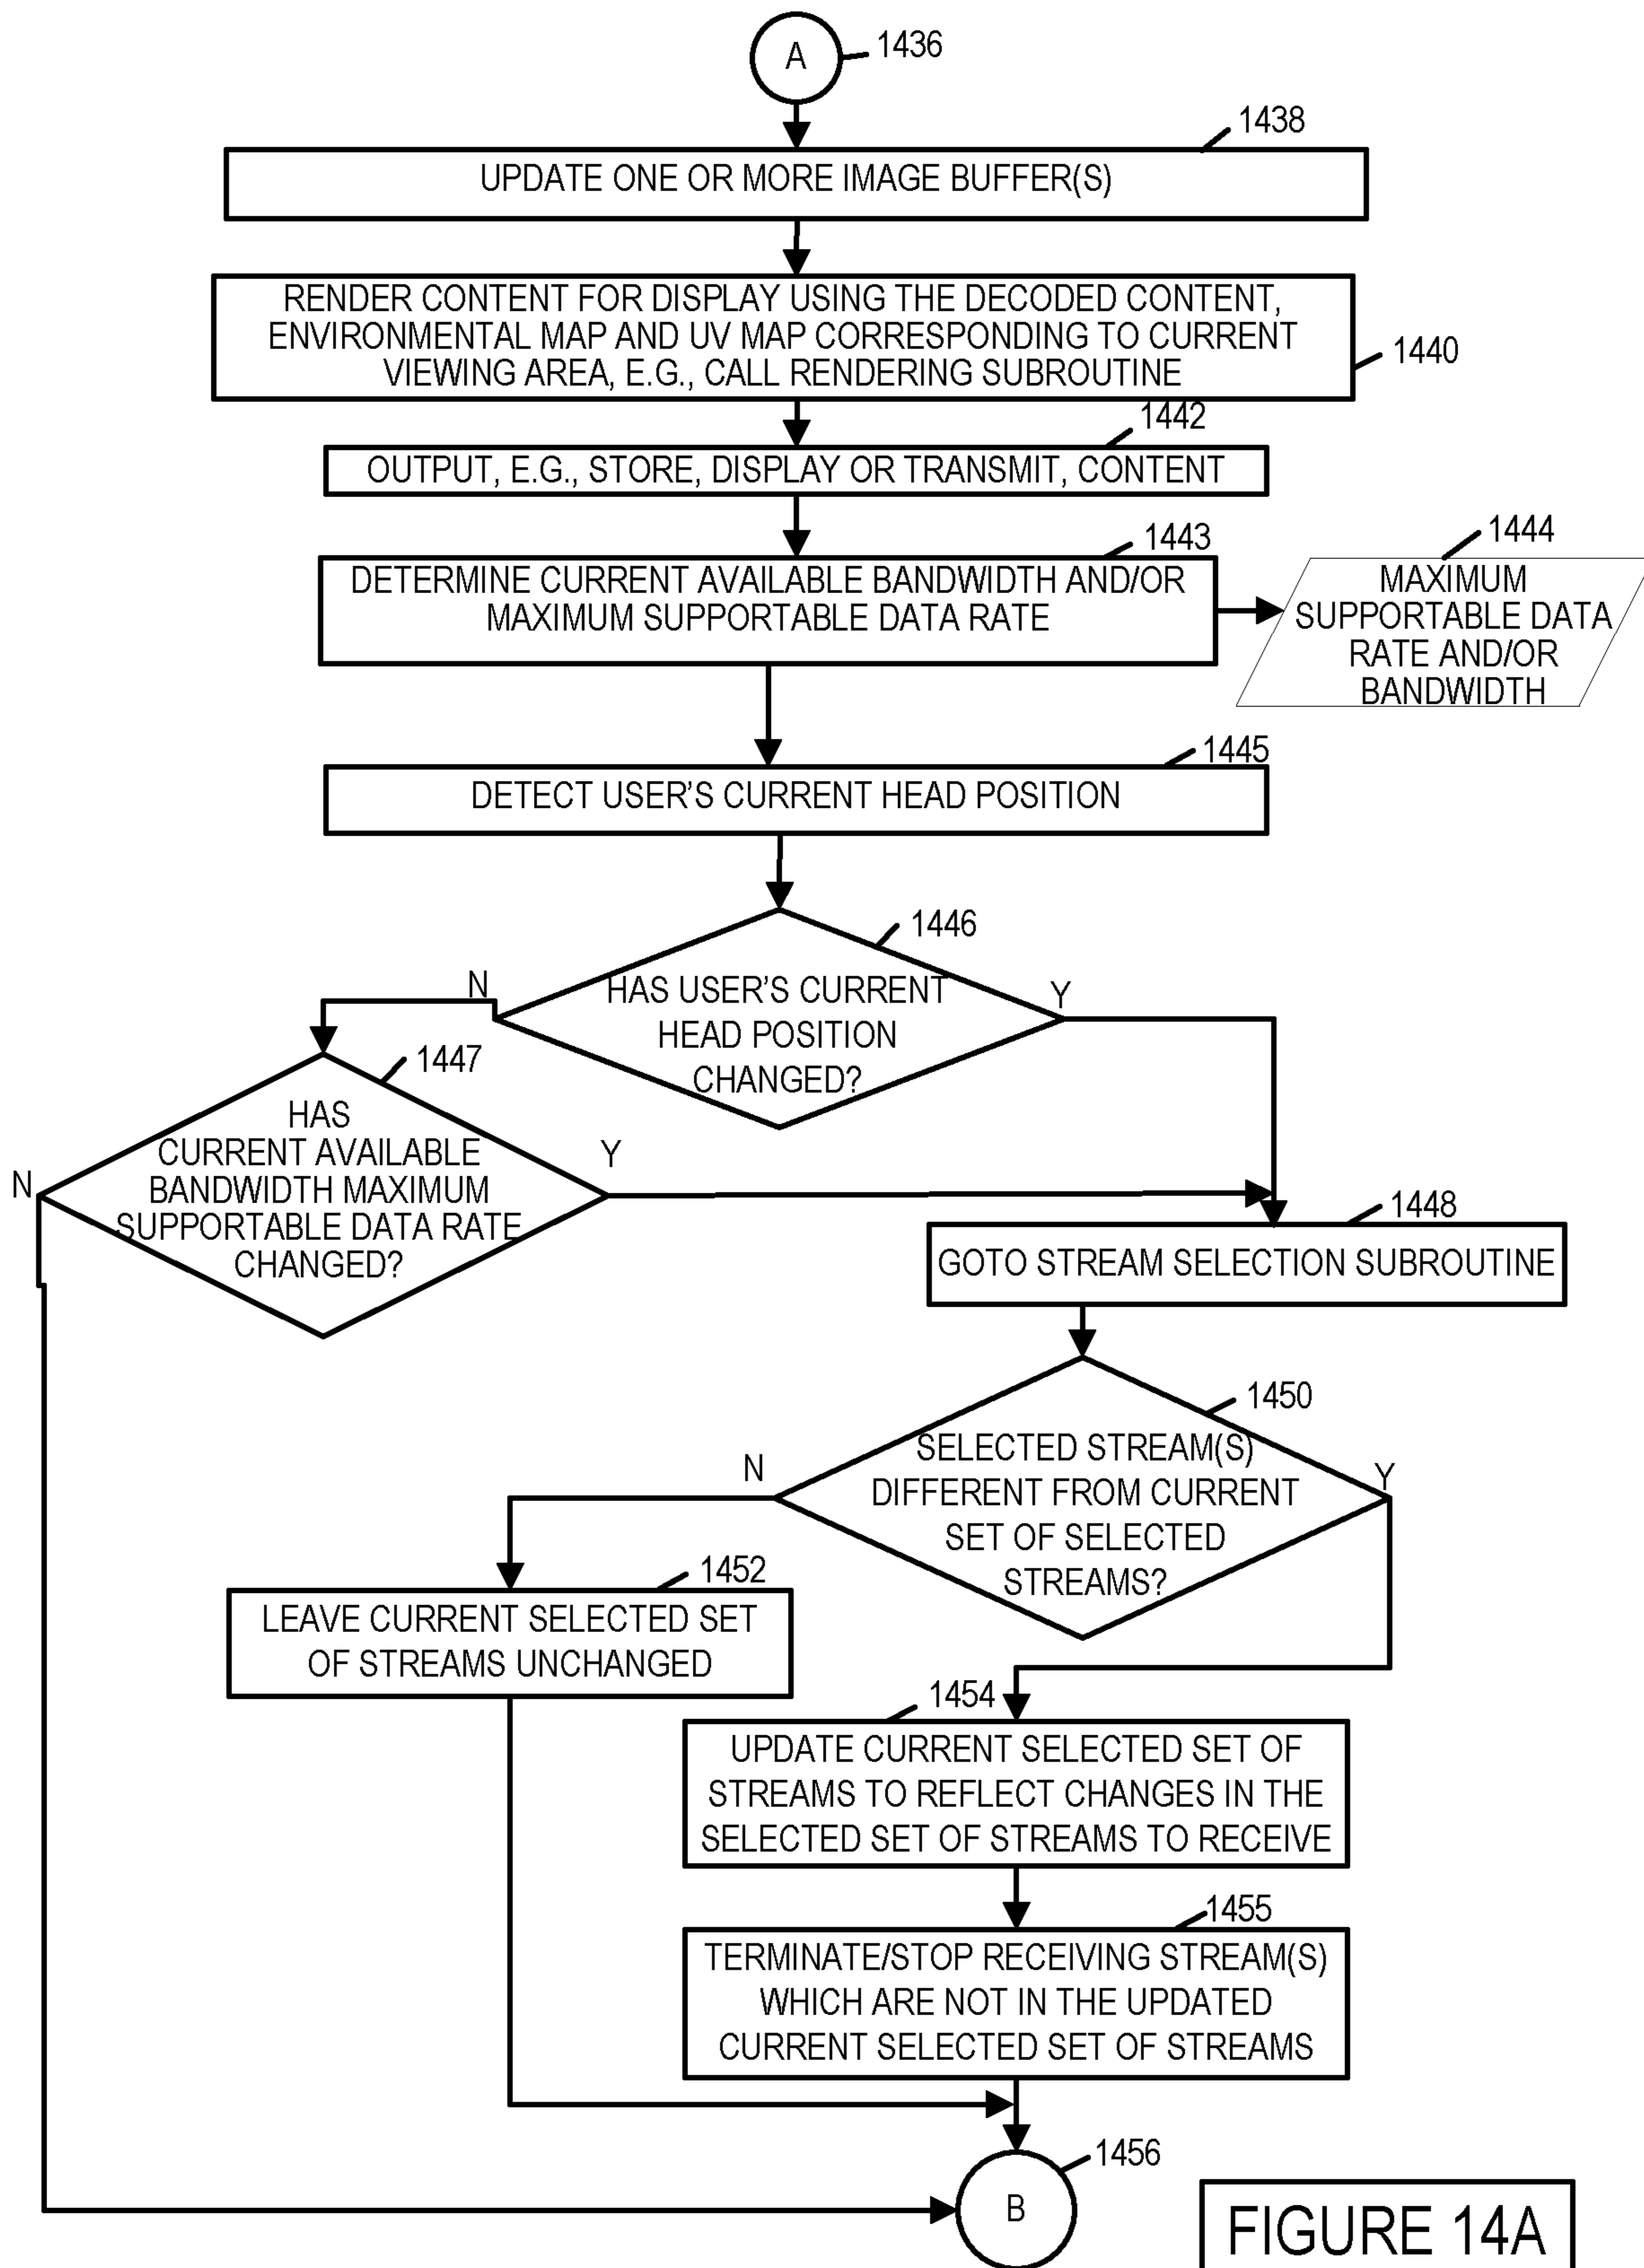 A
1436
1438
UPDATE ONE OR MORE IMAGE BUFFER(S)
RENDER CONTENT FOR DISPLAY USING THE DECODED CONTENT,
ENVIRONMENTAL MAP AND UV MAP CORRESPONDING TO CURRENT
VIEWING AREA, E.G., CALL RENDERING SUBROUTINE
1440
1442
OUTPUT, E.G., STORE, DISPLAY OR TRANSMIT, CONTENT
1443
DETERMINE CURRENT AVAILABLE BANDWIDTH AND/OR
MAXIMUM SUPPORTABLE DATA RATE
1444
MAXIMUM
SUPPORTABLE DATA
RATE AND/OR
BANDWIDTH
1445
DETECT USER'S CURRENT HEAD POSITION
1446
HAS USER'S CURRENT
HEAD POSITION
CHANGED?
N
Y
1447
HAS
CURRENT AVAILABLE
BANDWIDTH MAXIMUM
SUPPORTABLE DATA RATE
CHANGED?
N
Y
1448
GOTO STREAM SELECTION SUBROUTINE
1450
SELECTED STREAM(S)
DIFFERENT FROM CURRENT
SET OF SELECTED
STREAMS?
N
Y
1452
LEAVE CURRENT SELECTED SET
OF STREAMS UNCHANGED
1454
UPDATE CURRENT SELECTED SET OF
STREAMS TO REFLECT CHANGES IN THE
SELECTED SET OF STREAMS TO RECEIVE
1455
TERMINATE/STOP RECEIVING STREAM(S)
WHICH ARE NOT IN THE UPDATED
CURRENT SELECTED SET OF STREAMS
1456
B
FIGURE 14A